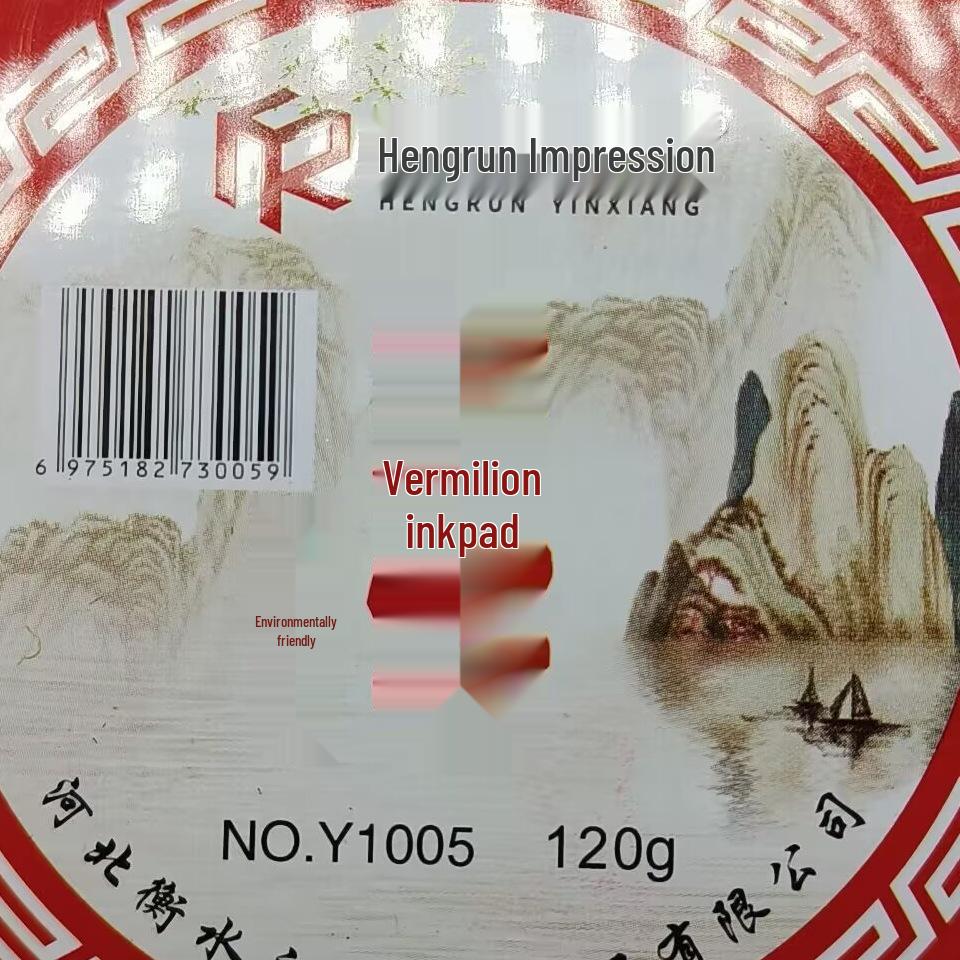 Hengrun Impression
HENGRUN YINXIANG
6 975182 730059
Vermilion
inkpad
Environmentally
friendly
NO.Y1005 120g
河北衡水
有限公司